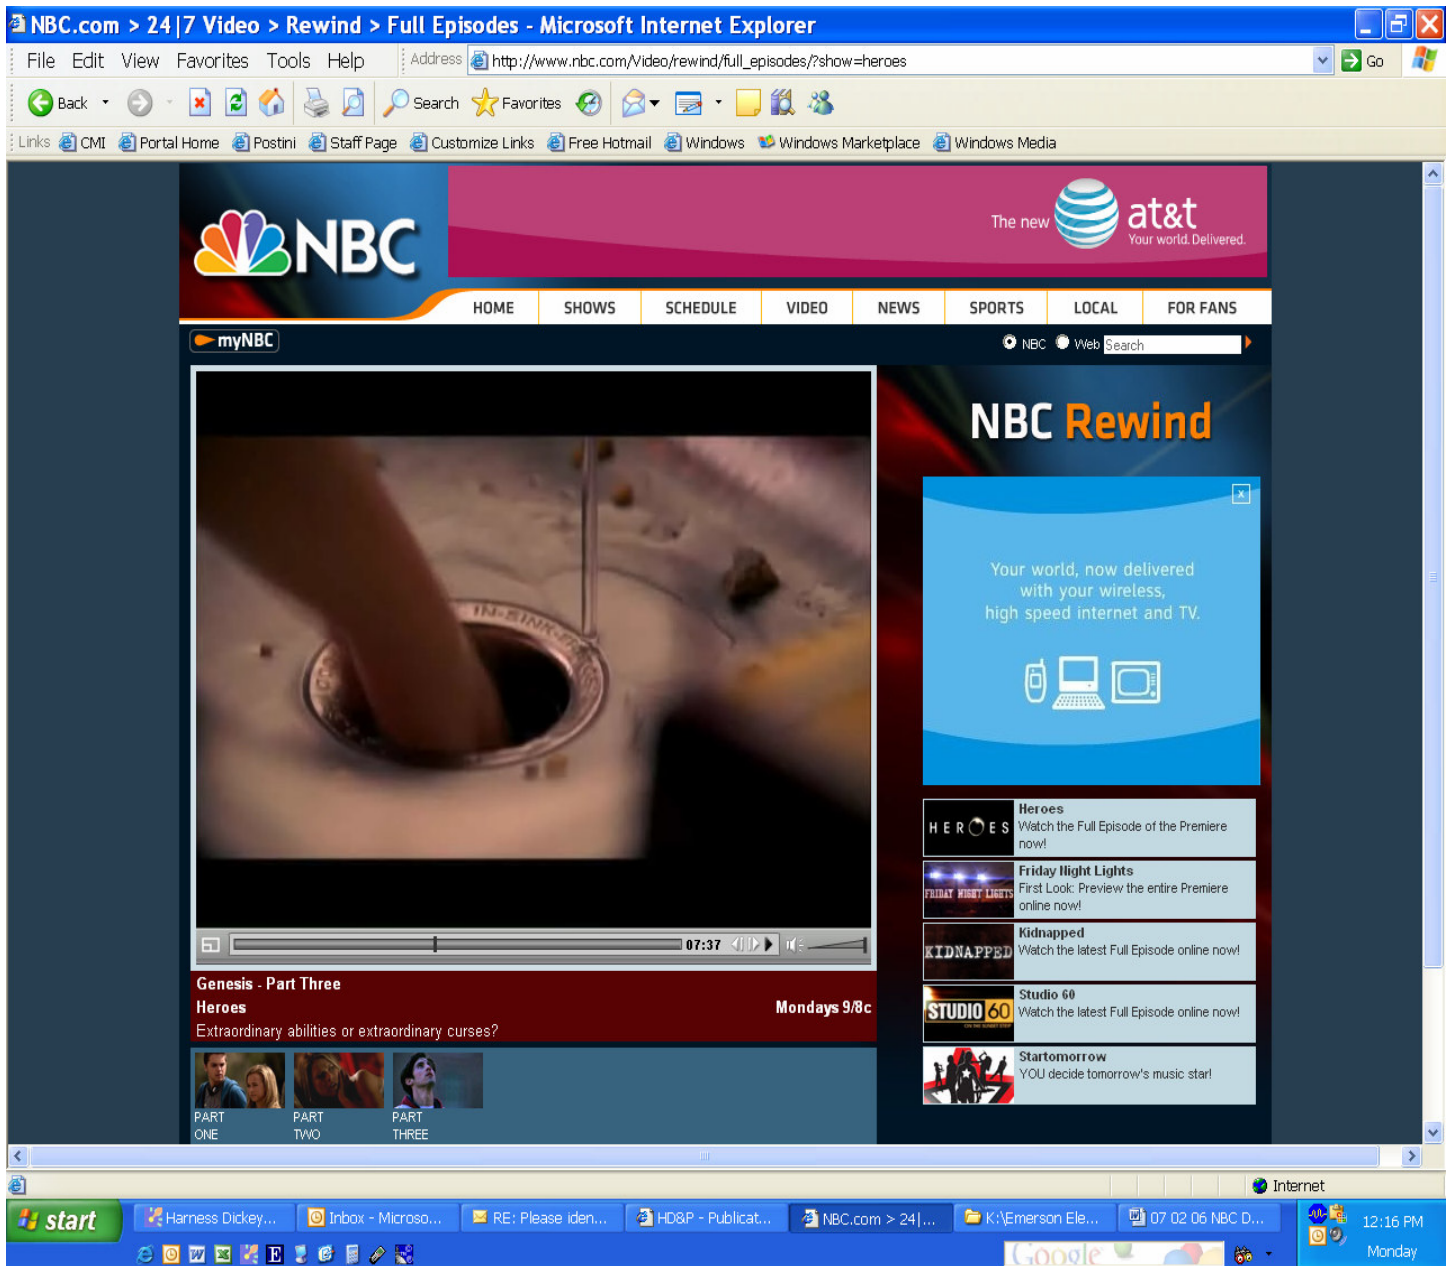 NBC.com > 24|7 Video > Rewind > Full Episodes - Microsoft Internet Explorer
File Edit View Favorites Tools Help Address http://www.nbc.com/Video/rewind/full_episodes/?show=heroes Go
Back Search Favorites
Links CMI Portal Home Postini Staff Page Customize Links Free Hotmail Windows Windows Marketplace Windows Media
NBC
The new at&t
Your world. Delivered.
HOME SHOWS SCHEDULE VIDEO NEWS SPORTS LOCAL FOR FANS
myNBC
NBC Web Search
IN-SINK-
07:37
Genesis - Part Three
Heroes Mondays 9/8c
Extraordinary abilities or extraordinary curses?
PART ONE
PART TWO
PART THREE
NBC Rewind
x
Your world, now delivered
with your wireless,
high speed internet and TV.
HEROES
Heroes
Watch the Full Episode of the Premiere
now!
FRIDAY NIGHT LIGHTS
Friday Night Lights
First Look: Preview the entire Premiere
online now!
KIDNAPPED
Kidnapped
Watch the latest Full Episode online now!
STUDIO 60
Studio 60
Watch the latest Full Episode online now!
Startomorrow
YOU decide tomorrow's music star!
Internet
start Harness Dickey... Inbox - Microso... RE: Please iden... HD&P - Publicat... NBC.com > 24|... K:\Emerson Ele... 07 02 06 NBC D... 12:16 PM
Google Monday